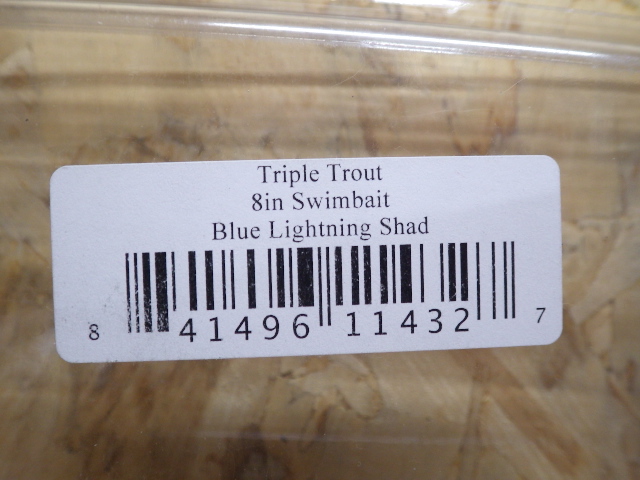 Triple Trout
8in Swimbait
Blue Lightning Shad
8 41496 11432 7